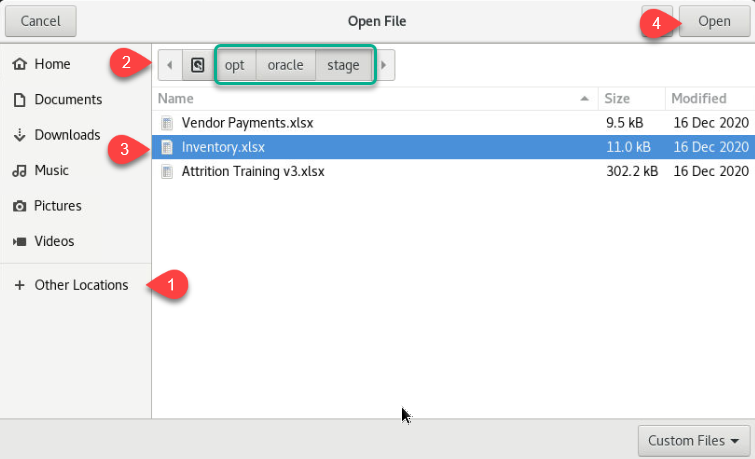 Cancel Open File 4 Open
Home 2 opt oracle stage
Name Size Modified
Documents
Vendor Payments.xlsx 9.5 kB 16 Dec 2020
Downloads
3 Inventory.xlsx 11.0 kB 16 Dec 2020
Music Attrition Training v3.xlsx 302.2 kB 16 Dec 2020
Pictures
Videos
+ Other Locations 1
Custom Files